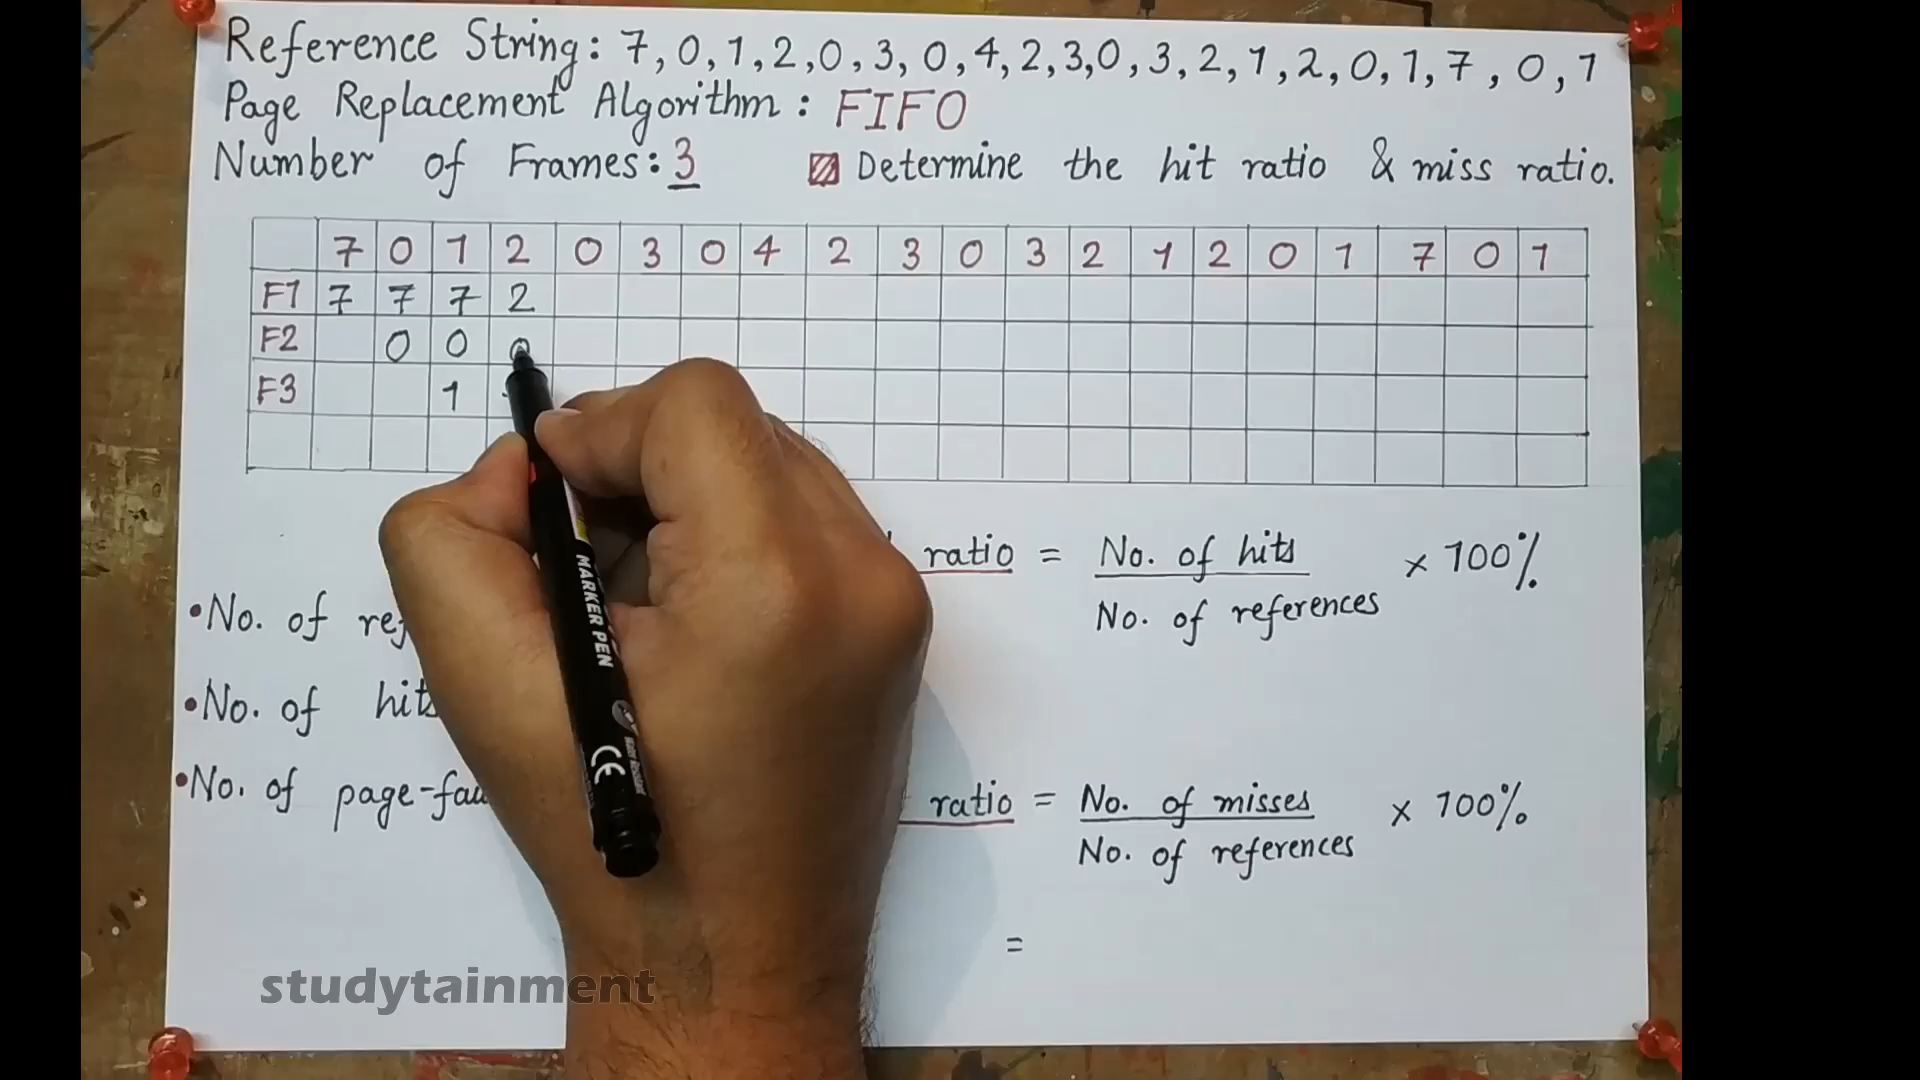 Reference String: 7, 0, 1, 2, 0, 3, 0, 4, 2, 3, 0, 3, 2, 1, 2, 0, 1, 7, 0, 1
Page Replacement Algorithm: FIFO
Number of Frames: 3 Determine the hit ratio & miss ratio.
7 0 1 2 0 3 0 4 2 3 0 3 2 1 2 0 1 7 0 1
F1 7 7 7 2
F2 0 0 0
F3 1
ratio = No. of hits × 100%
No. of references
• No. of
• No. of
• No. of
ratio = No. of misses × 100%
No. of references
=
MARKER PEN
CE
studytainment